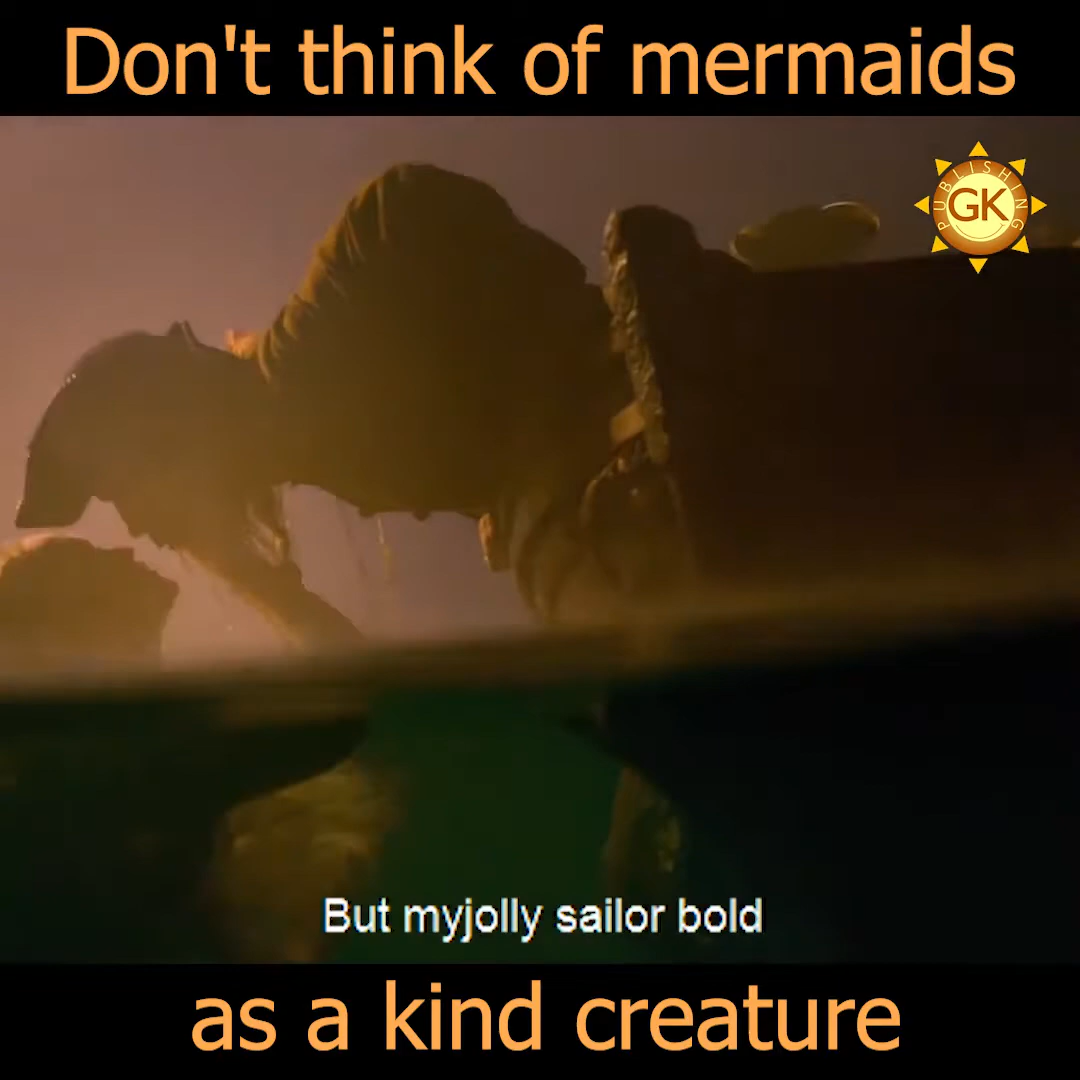 Don't think of mermaids
PUBLISHING
GK
But myjolly sailor bold
as a kind creature